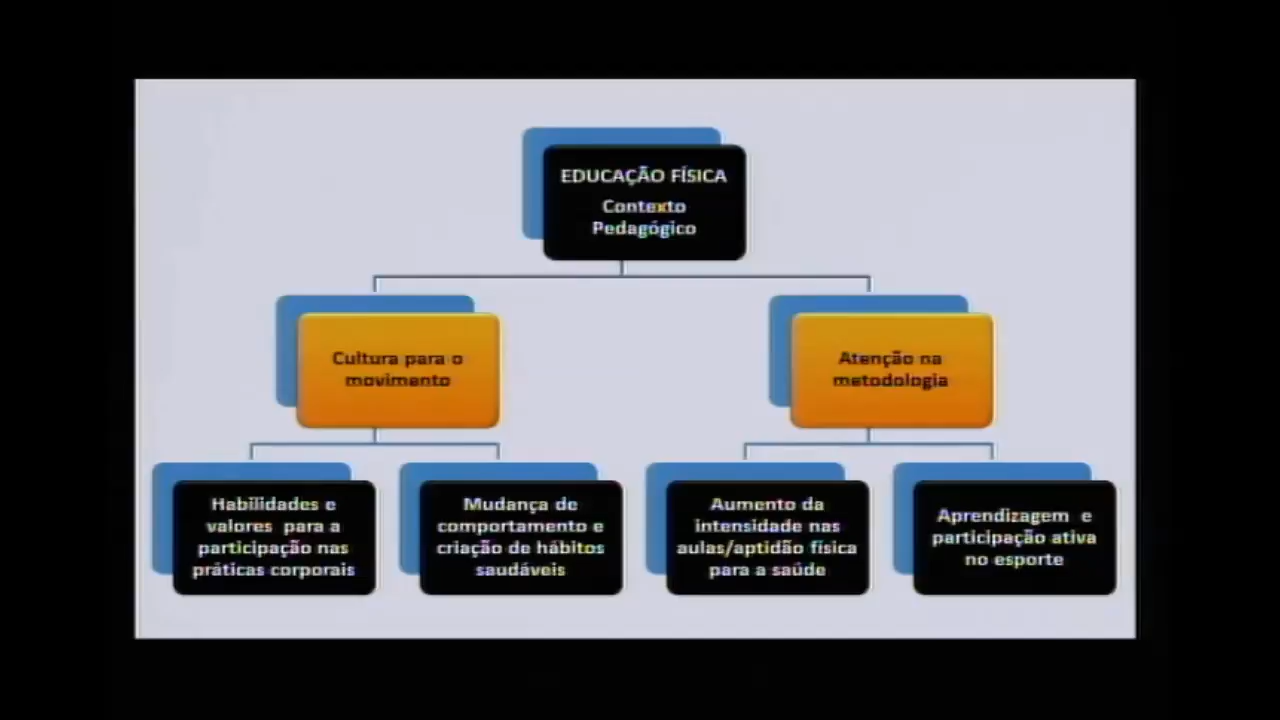 EDUCAÇÃO FÍSICA
Contexto
Pedagógico
Cultura para o
movimento
Atenção na
metodologia
Habilidades e
valores para a
participação nas
práticas corporais
Mudança de
comportamento e
criação de hábitos
saudáveis
Aumento da
intensidade nas
aulas/aptidão física
para a saúde
Aprendizagem e
participação ativa
no esporte